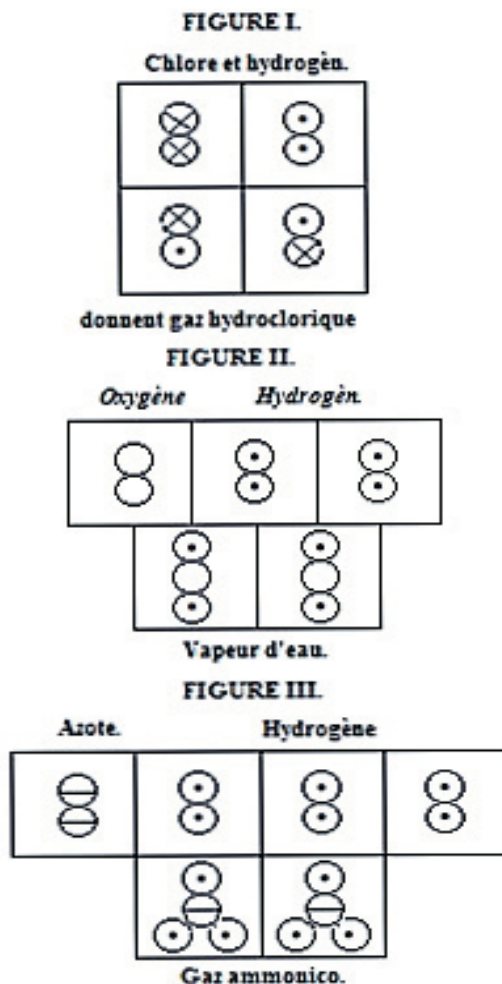 FIGURE I.
Chlore et hydrogèn.
donnent gaz hydroclorique
FIGURE II.
Oxygène Hydrogèn.
Vapeur d'eau.
FIGURE III.
Azote. Hydrogène
Gaz ammonico.